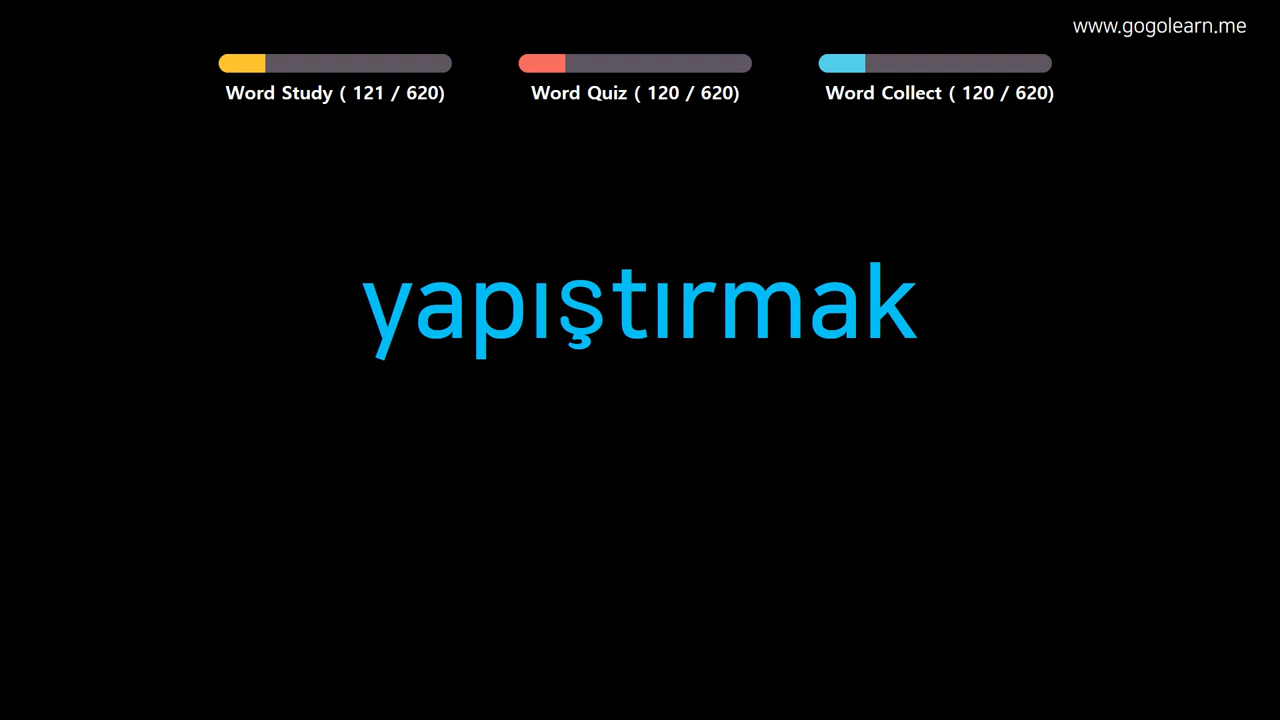 www.gogolearn.me
Word Study ( 121 / 620)
Word Quiz ( 120 / 620)
Word Collect ( 120 / 620)
yapıştırmak